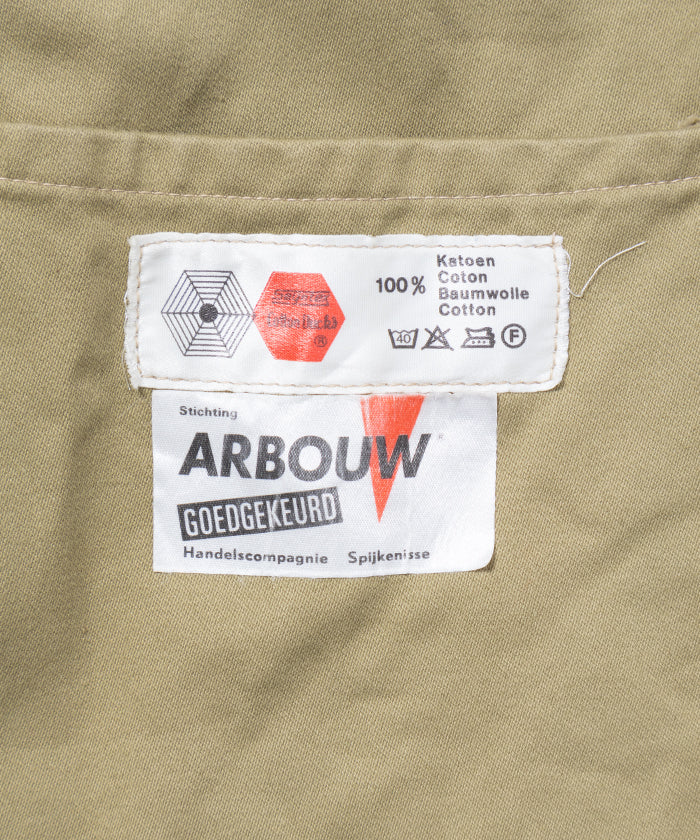 ®
100% Katoen
Coton
Baumwolle
Cotton
40 F
Stichting
ARBOUW
GOEDGEKEURD
Handelscompagnie Spijkenisse